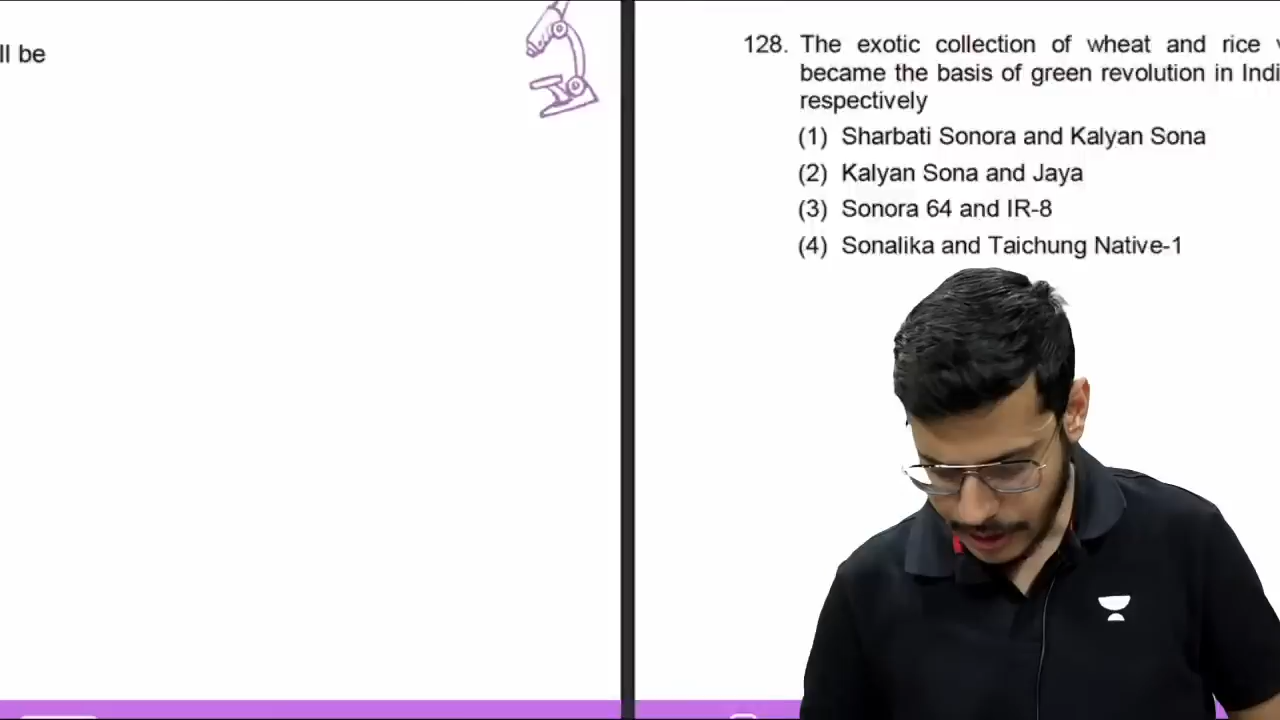 ll be
128. The exotic collection of wheat and rice
became the basis of green revolution in Indi
respectively
(1) Sharbati Sonora and Kalyan Sona
(2) Kalyan Sona and Jaya
(3) Sonora 64 and IR-8
(4) Sonalika and Taichung Native-1